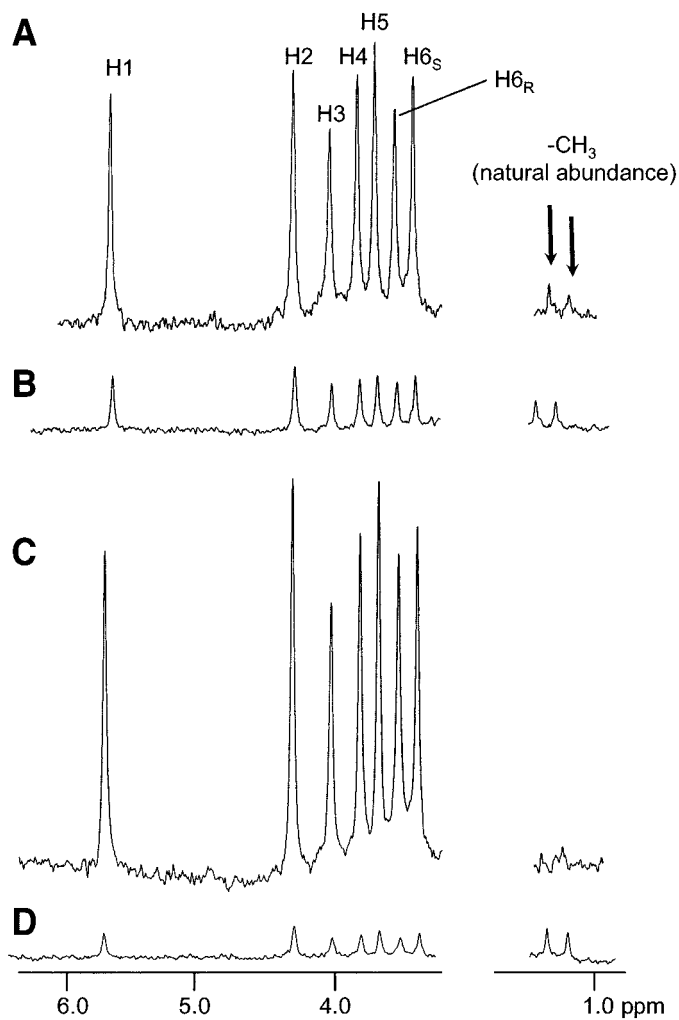 A
H1
H2
H3
H4
H5
H6S
H6R
-CH3
(natural abundance)
B
C
D
6.0 5.0 4.0 1.0 ppm